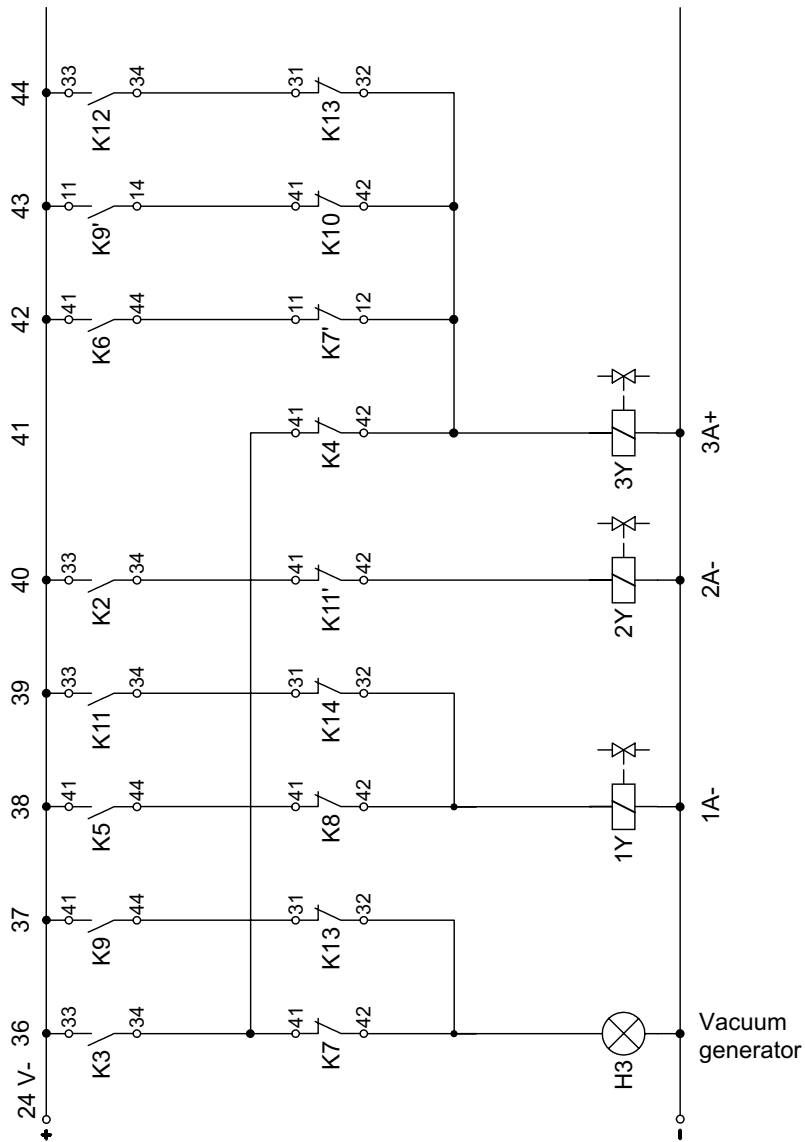 24 V-
36
37
38
39
40
41
42
43
44
+
33
K3
34
41
K9
44
41
K5
44
33
K11
34
33
K2
34
41
K6
44
11
K9'
14
33
K12
34
41
K7
42
31
K13
32
41
K8
42
31
K14
32
41
K11'
42
41
K4
42
11
K7'
12
41
K10
42
31
K13
32
H3
1Y
2Y
3Y
-
Vacuum
generator
1A-
2A-
3A+